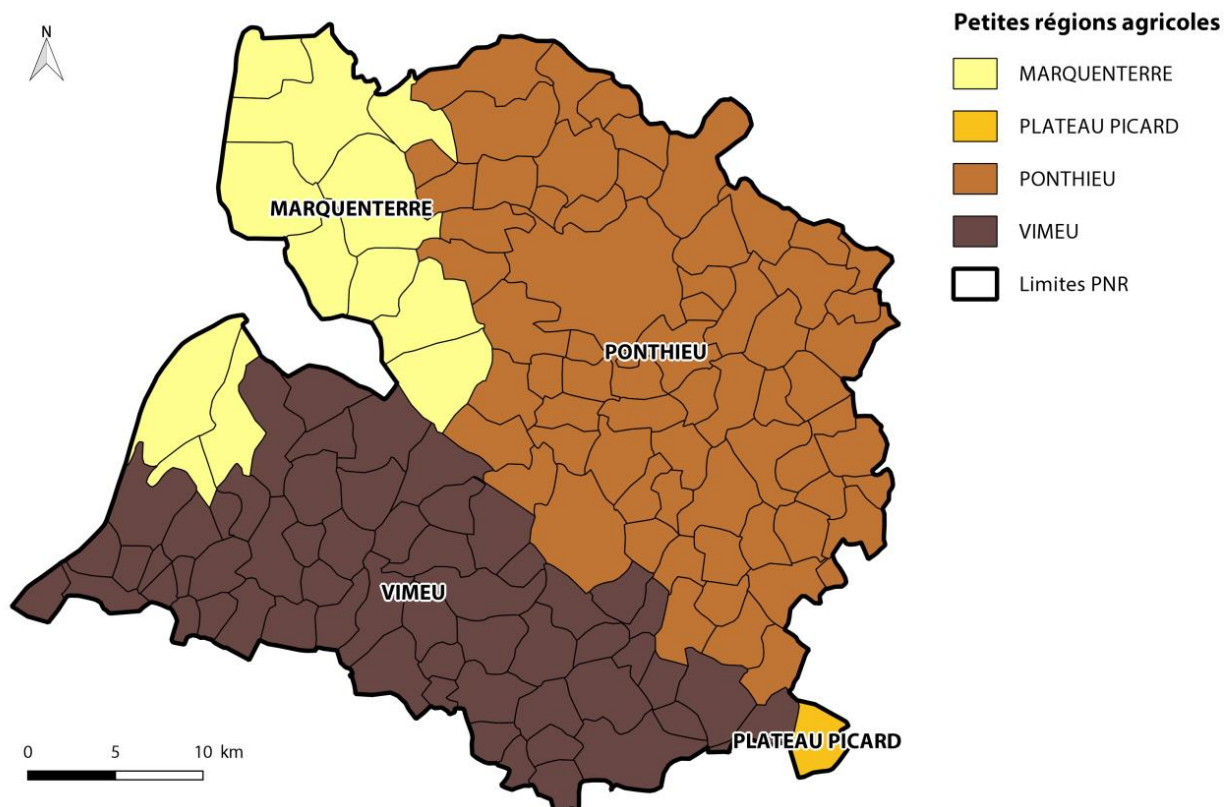 N
Petites régions agricoles
MARQUENTERRE
PLATEAU PICARD
PONTHIEU
VIMEU
Limites PNR
MARQUENTERRE
PONTHIEU
VIMEU
PLATEAU PICARD
0 5 10 km